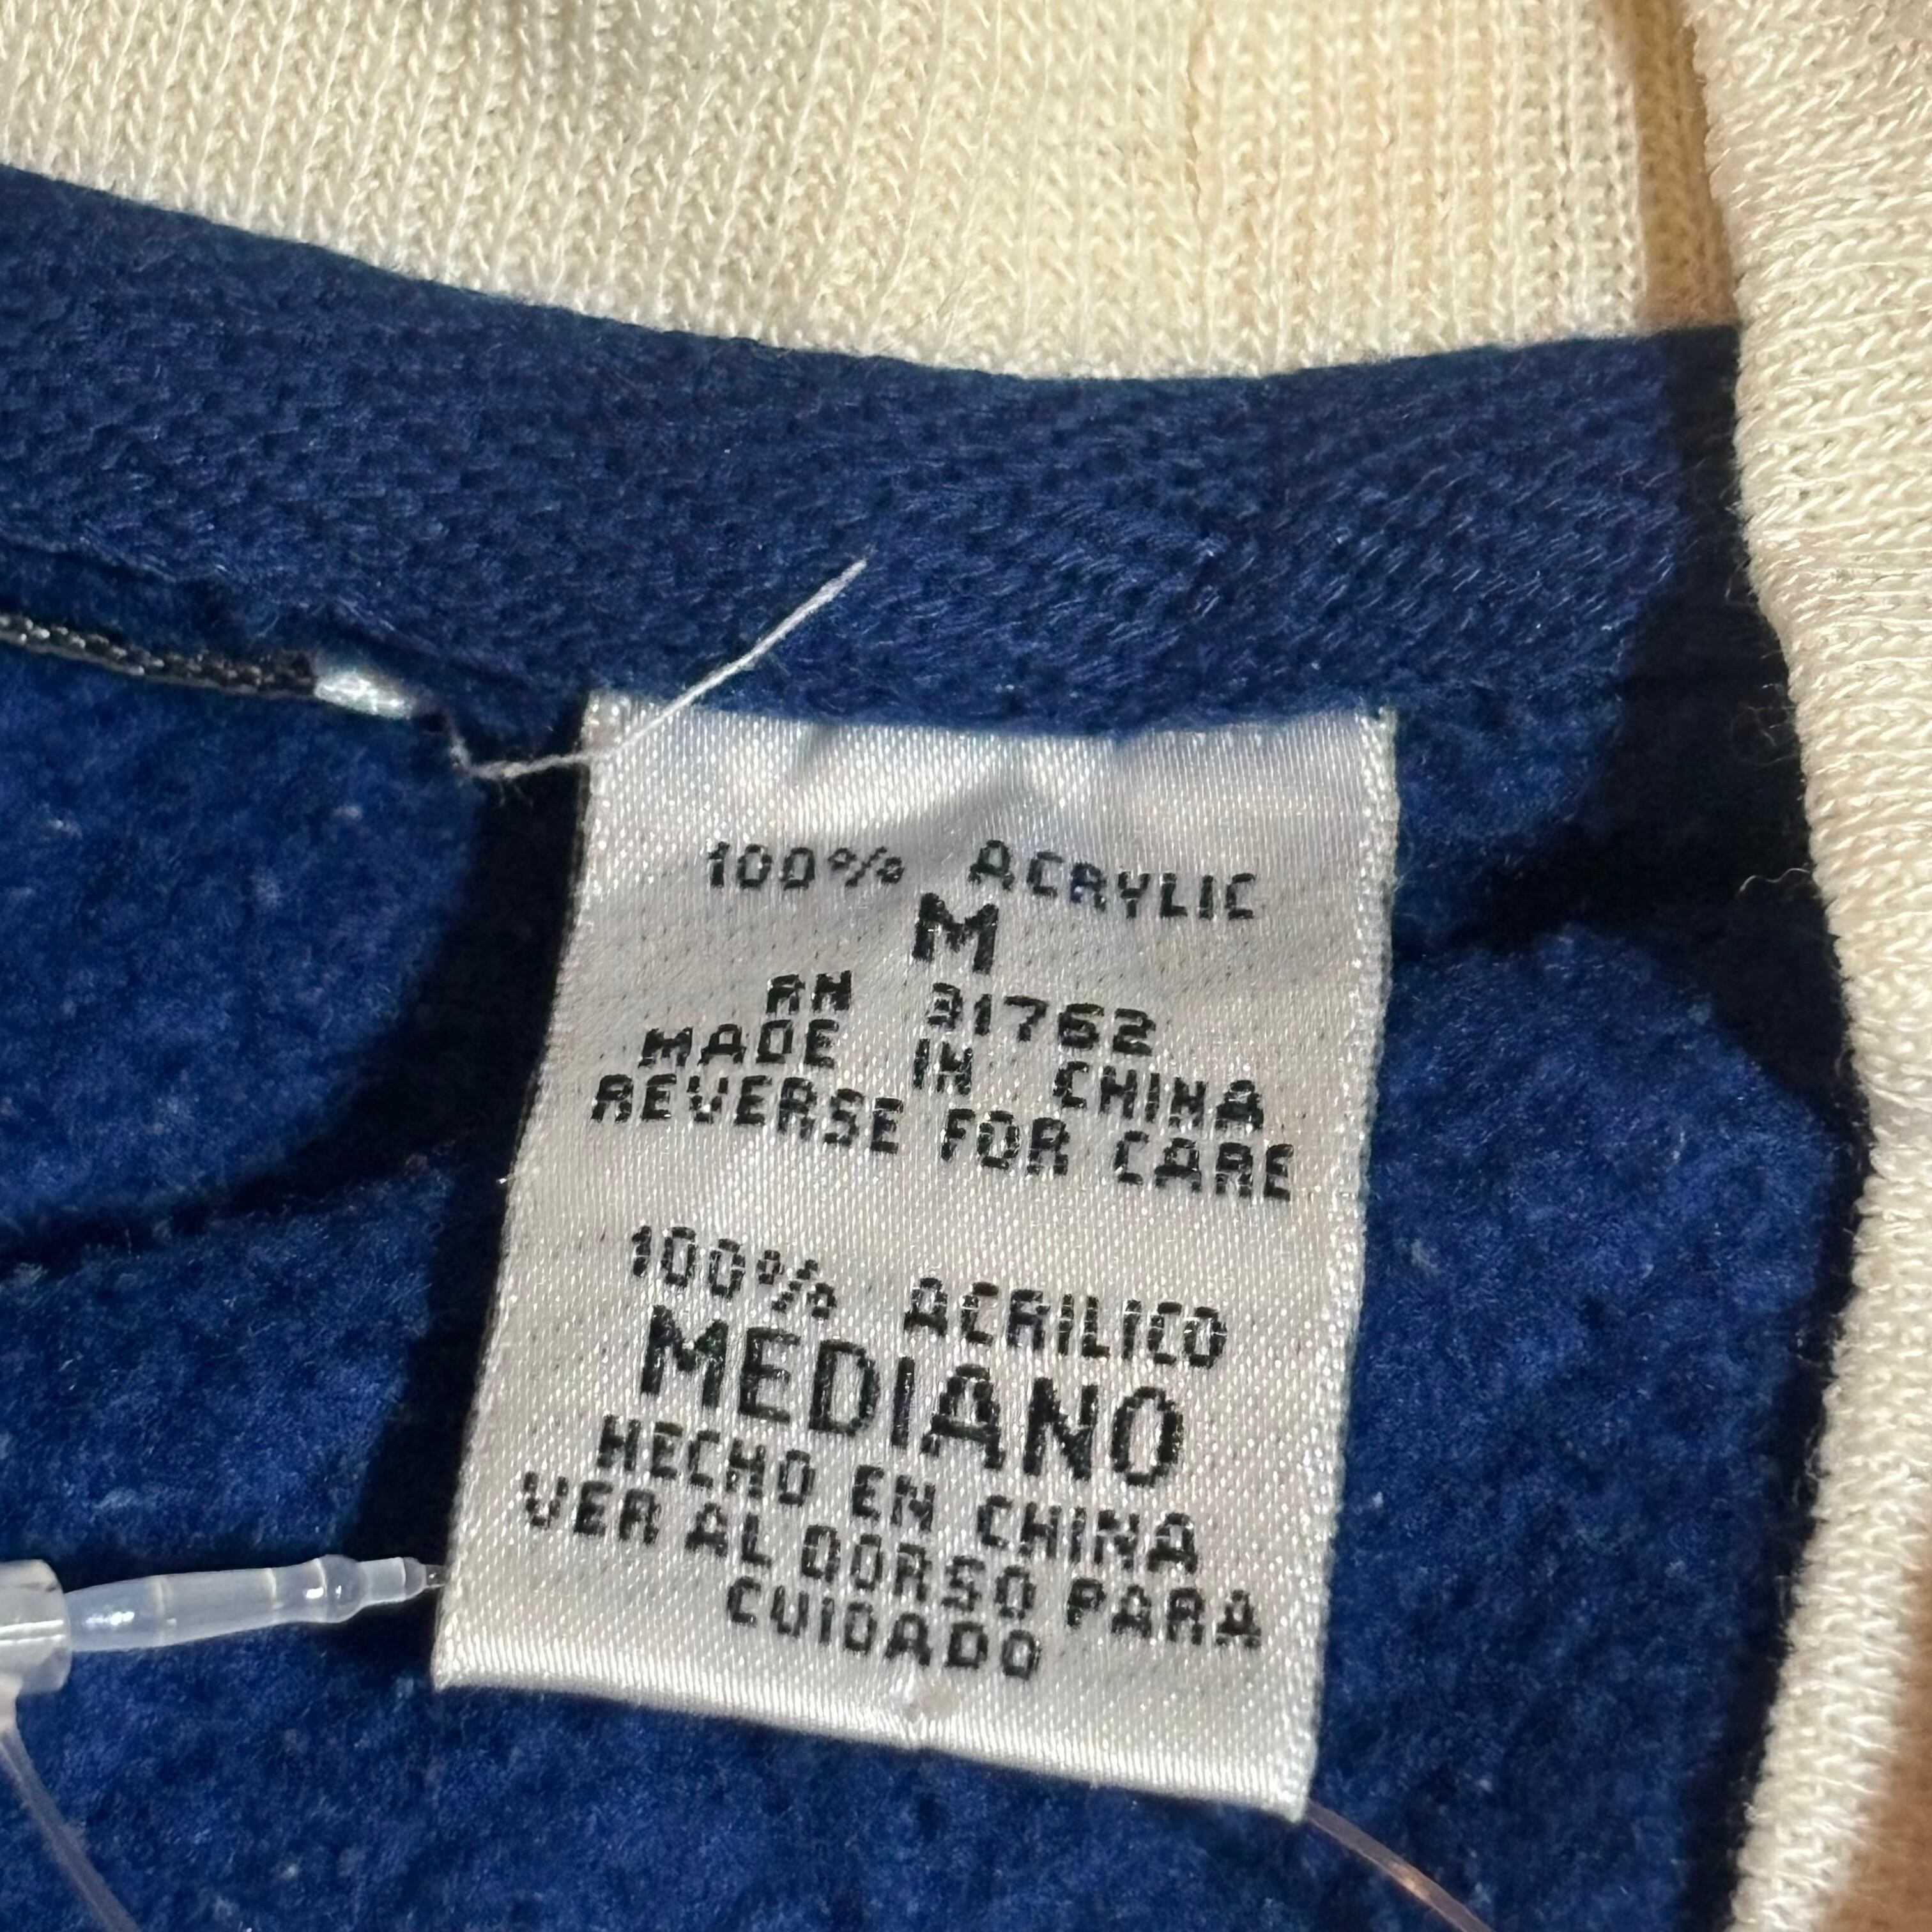 100% ACRYLIC
M
RN 31762
MADE IN CHINA
REVERSE FOR CARE
100% ACRILICO
MEDIANO
HECHO EN CHINA
VER AL DORSO PARA
CUIDADO